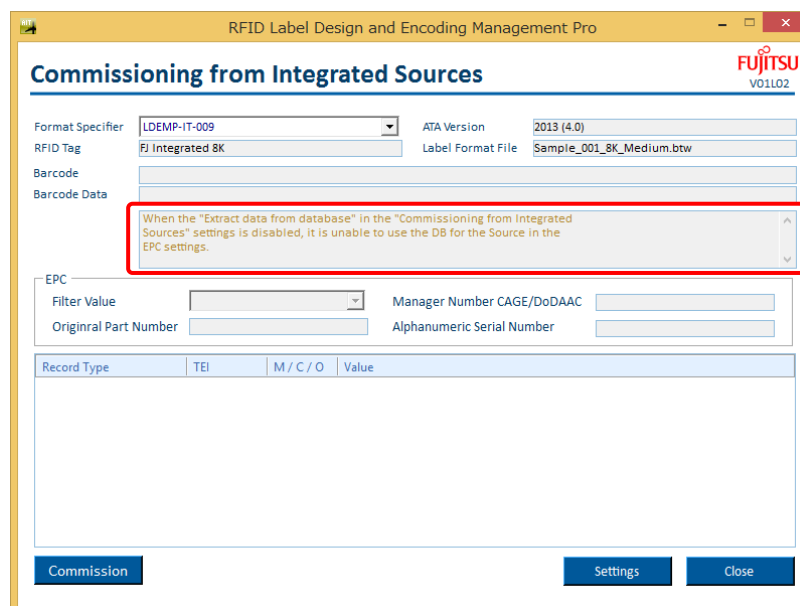 RFID Label Design and Encoding Management Pro
Commissioning from Integrated Sources
FUJITSU
V01L02
Format Specifier LDEMP-IT-009 ATA Version 2013 (4.0)
RFID Tag FJ Integrated 8K Label Format File Sample_001_8K_Medium.btw
Barcode
Barcode Data
When the "Extract data from database" in the "Commissioning from Integrated
Sources" settings is disabled, it is unable to use the DB for the Source in the
EPC settings.
EPC
Filter Value Manager Number CAGE/DoDAAC
Originral Part Number Alphanumeric Serial Number
Record Type TEI M / C / O Value
Commission Settings Close